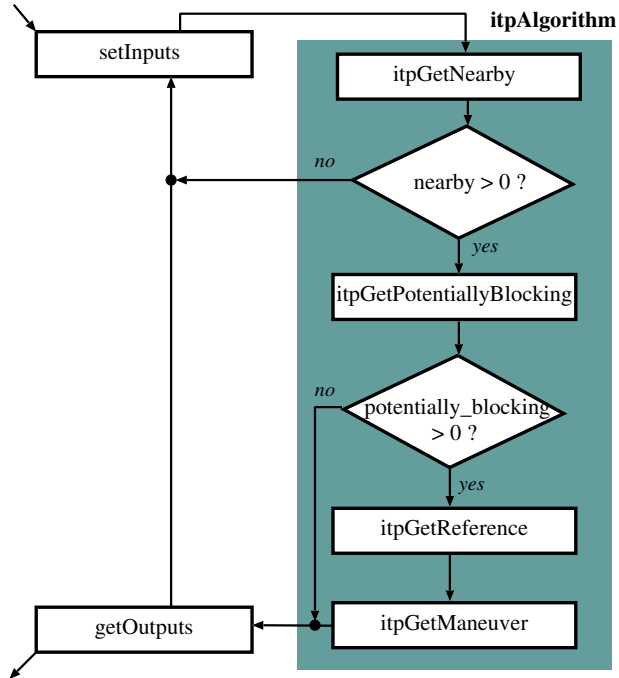 itpAlgorithm
setInputs
itpGetNearby
no
nearby > 0 ?
yes
itpGetPotentiallyBlocking
no
potentially_blocking
> 0 ?
yes
itpGetReference
getOutputs
itpGetManeuver